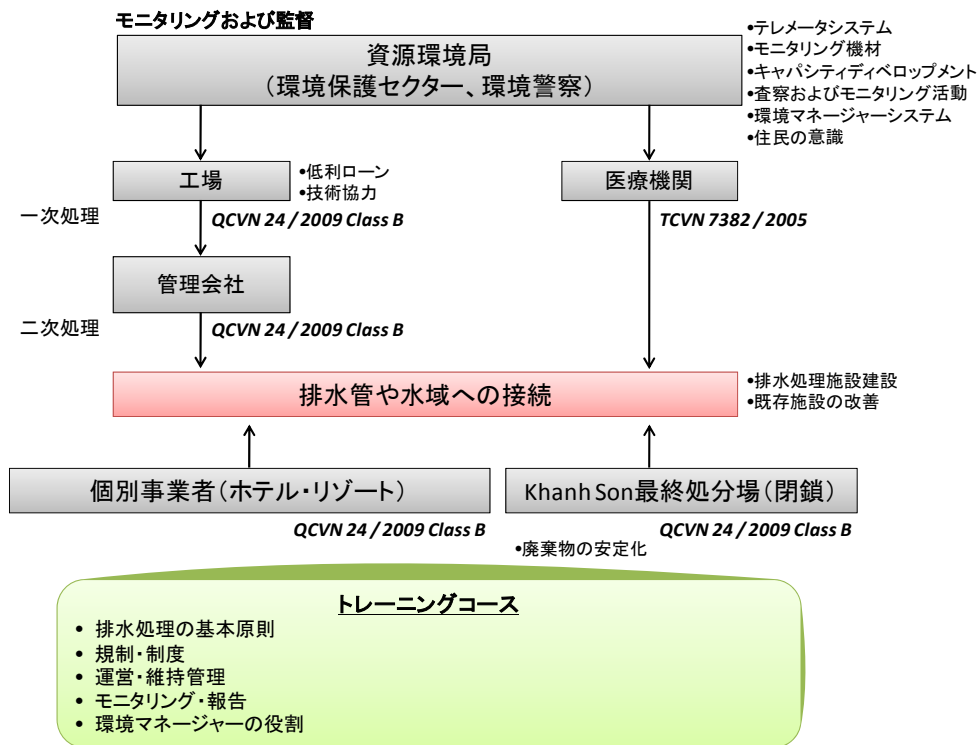 モニタリングおよび監督
資源環境局
（環境保護セクター、環境警察）
•テレメータシステム
•モニタリング機材
•キャパシティディベロップメント
•査察およびモニタリング活動
•環境マネージャーシステム
•住民の意識
工場
•低利ローン
•技術協力
医療機関
一次処理
QCVN 24 / 2009 Class B
TCVN 7382 / 2005
管理会社
二次処理
QCVN 24 / 2009 Class B
排水管や水域への接続
•排水処理施設建設
•既存施設の改善
個別事業者（ホテル・リゾート）
Khanh Son最終処分場（閉鎖）
QCVN 24 / 2009 Class B
QCVN 24 / 2009 Class B
•廃棄物の安定化
トレーニングコース
• 排水処理の基本原則
• 規制・制度
• 運営・維持管理
• モニタリング・報告
• 環境マネージャーの役割